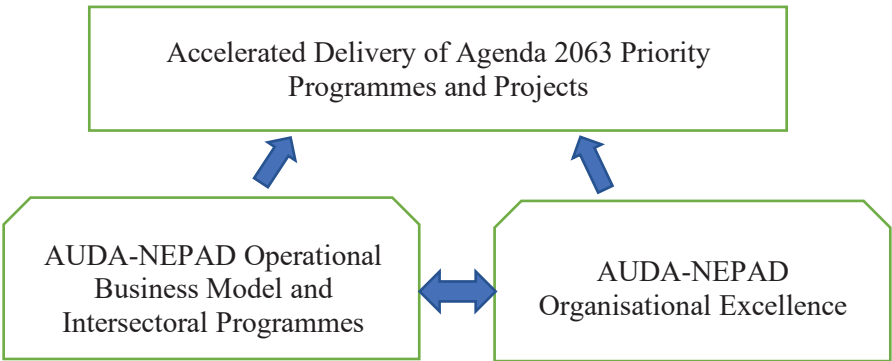 Accelerated Delivery of Agenda 2063 Priority
Programmes and Projects
AUDA-NEPAD Operational
Business Model and
Intersectoral Programmes
AUDA-NEPAD
Organisational Excellence